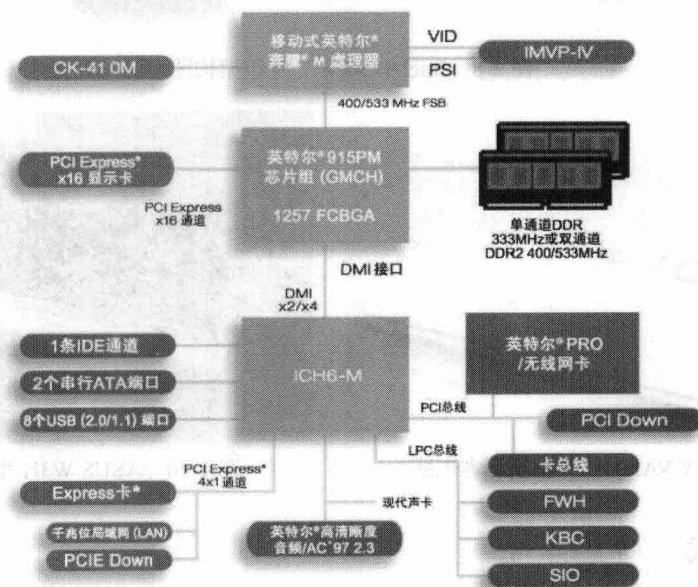 移动式英特尔®
奔騰® M 處理器
VID
PSI
IMVP-IV
CK-41 0M
400/533 MHz FSB
PCI Express*
x16 显示卡
PCI Express
x16 通道
英特尔® 915PM
芯片组 (GMCH)
1257 FCBGA
单通道DDR
333MHz或双通道
DDR2 400/533MHz
DMI 接口
DMI
x2/x4
1条IDE通道
2个串行ATA端口
8个USB (2.0/1.1) 端口
ICH6-M
英特尔® PRO
/无线网卡
PCI总线
PCI Down
LPC总线
卡总线
PCI Express*
4x1 通道
Express卡*
千兆位局域网 (LAN)
PCIE Down
现代声卡
英特尔® 高清晰度
音频/AC' 97 2.3
FWH
KBC
SIO